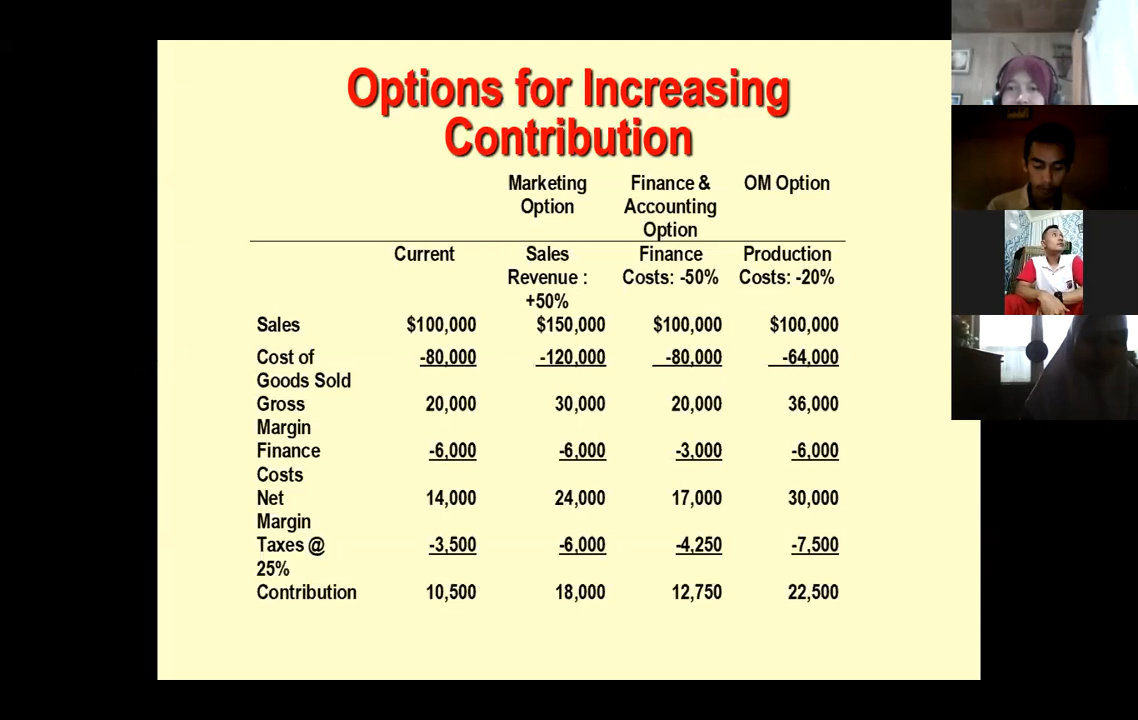 Options for Increasing
Contribution
Marketing Option Finance & Accounting Option OM Option
Current Sales Revenue : +50% Finance Costs: -50% Production Costs: -20%
Sales $100,000 $150,000 $100,000 $100,000
Cost of Goods Sold -80,000 -120,000 -80,000 -64,000
Gross Margin 20,000 30,000 20,000 36,000
Finance Costs -6,000 -6,000 -3,000 -6,000
Net Margin 14,000 24,000 17,000 30,000
Taxes @ 25% -3,500 -6,000 -4,250 -7,500
Contribution 10,500 18,000 12,750 22,500